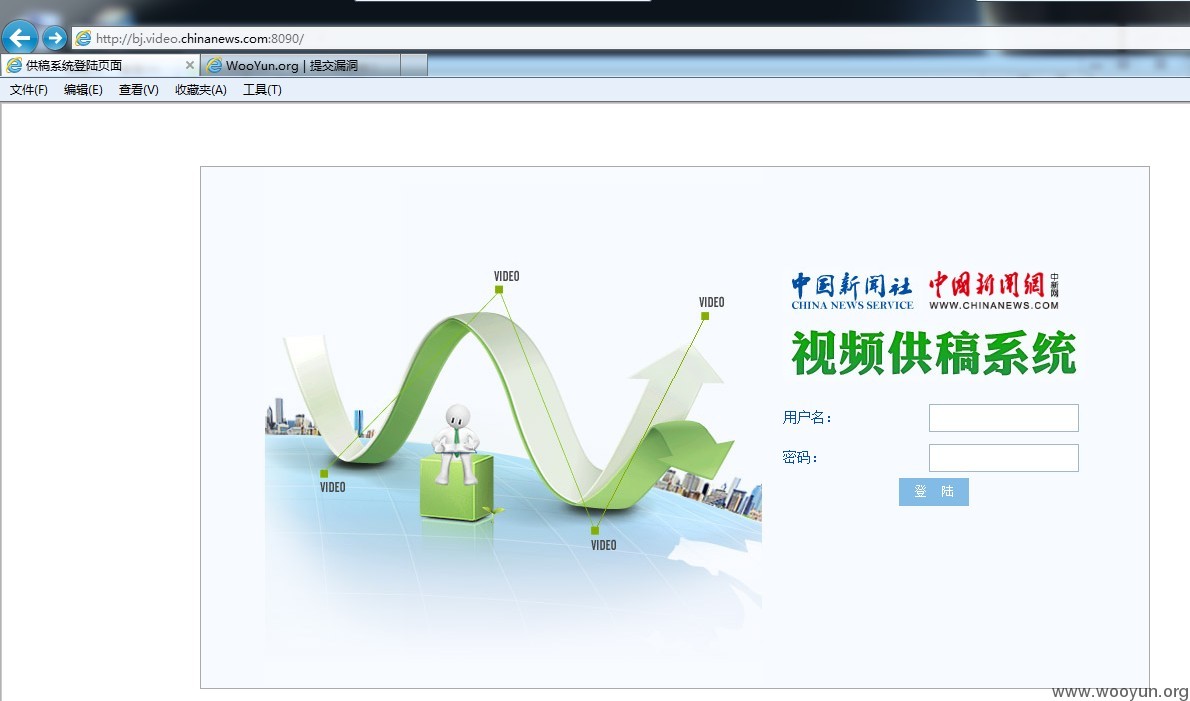 http://bj.video.chinanews.com:8090/
供稿系统登陆页面
WooYun.org | 提交漏洞
文件(F) 编辑(E) 查看(V) 收藏夹(A) 工具(T)
VIDEO
VIDEO
VIDEO
VIDEO
中国新闻社
CHINA NEWS SERVICE
中国新闻網
中新网
WWW.CHINANEWS.COM
视频供稿系统
用户名：
密码：
登 陆
www.wooyun.org